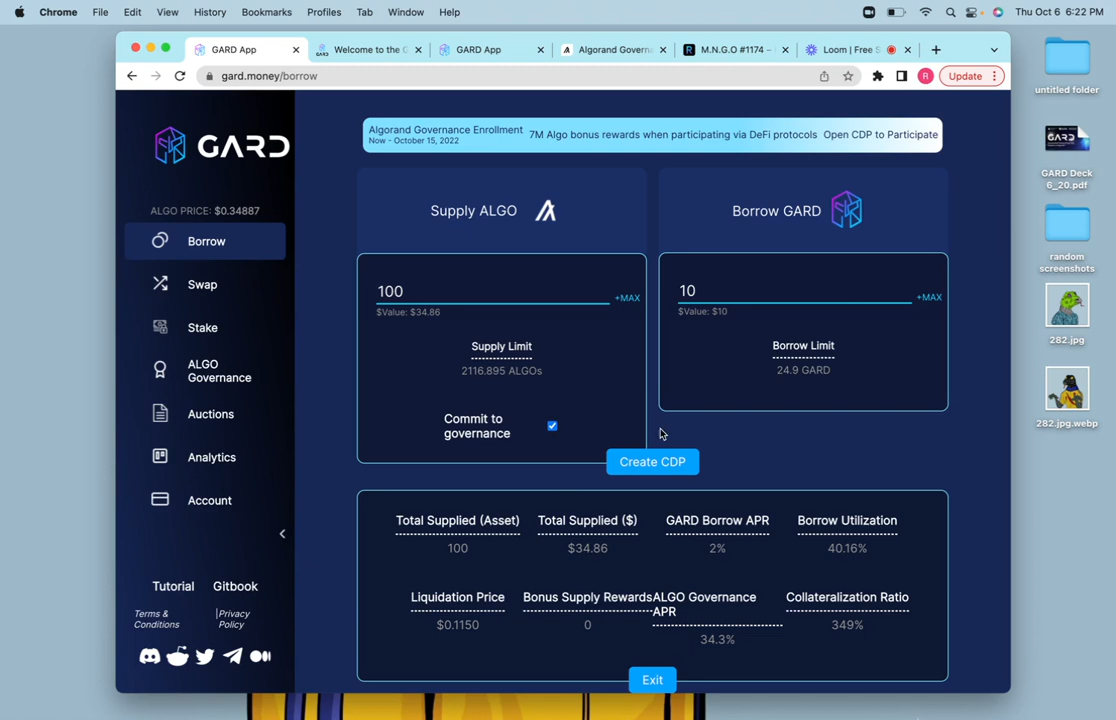 Chrome File Edit View History Bookmarks Profiles Tab Window Help
Thu Oct 6 6:22 PM
GARD App
Welcome to the G
GARD App
Algorand Govern
M.N.G.O #1174 –
Loom | Free S
gard.money/borrow
R
Update
untitled folder
GARD
GARD Deck
6_20.pdf
random
screenshots
282.jpg
282.jpg.webp
GARD
ALGO PRICE: $0.34887
Borrow
Swap
Stake
ALGO
Governance
Auctions
Analytics
Account
Tutorial Gitbook
Terms &
Conditions
Privacy
Policy
Algorand Governance Enrollment
Now - October 15, 2022
7M Algo bonus rewards when participating via DeFi protocols
Open CDP to Participate
Supply ALGO
100
+MAX
$Value: $34.86
Supply Limit
2116.895 ALGOs
Commit to
governance
Borrow GARD
10
+MAX
$Value: $10
Borrow Limit
24.9 GARD
Create CDP
Total Supplied (Asset)
100
Total Supplied ($)
$34.86
GARD Borrow APR
2%
Borrow Utilization
40.16%
Liquidation Price
$0.1150
Bonus Supply Rewards
0
ALGO Governance
APR
34.3%
Collateralization Ratio
349%
Exit